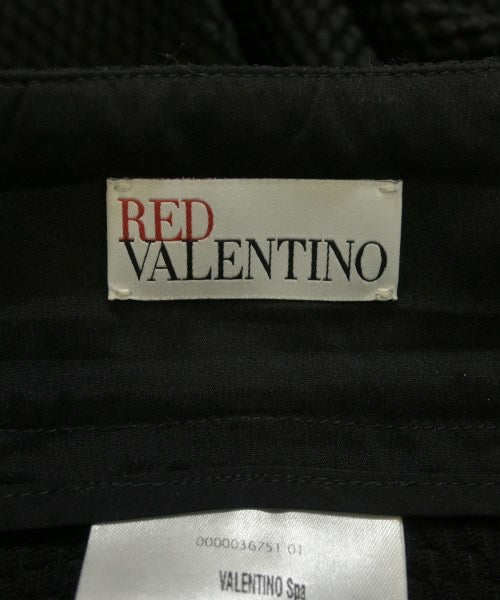 RED
VALENTINO
0000036751 01
VALENTINO Spa